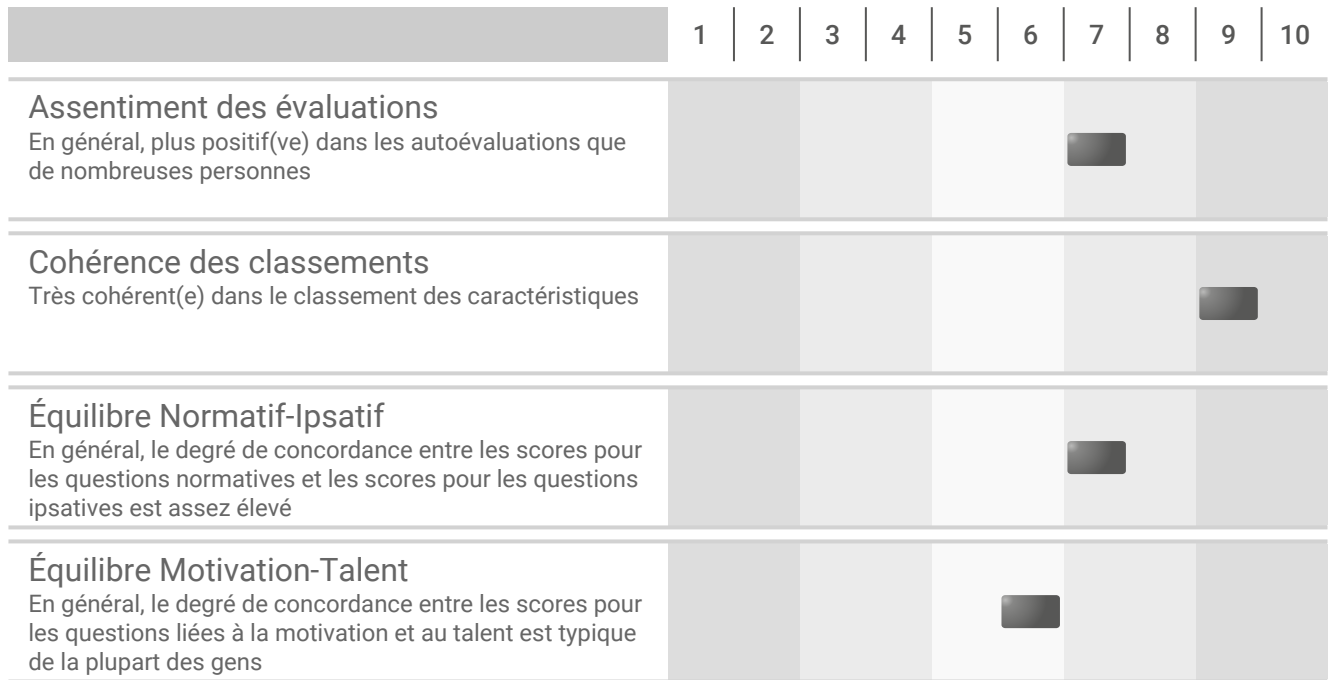 1 2 3 4 5 6 7 8 9 10
Assentiment des évaluations
En général, plus positif(ve) dans les autoévaluations que
de nombreuses personnes
Cohérence des classements
Très cohérent(e) dans le classement des caractéristiques
Équilibre Normatif-Ipsatif
En général, le degré de concordance entre les scores pour
les questions normatives et les scores pour les questions
ipsatives est assez élevé
Équilibre Motivation-Talent
En général, le degré de concordance entre les scores pour
les questions liées à la motivation et au talent est typique
de la plupart des gens